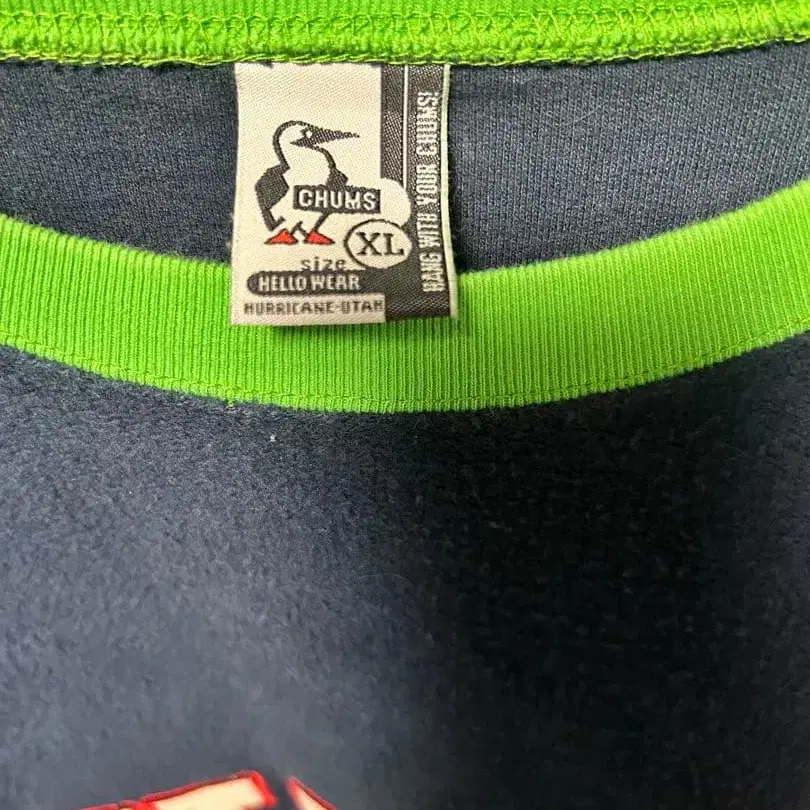 CHUMS
XL
size
HELLO WEAR
HURRICANE-UTAH
HANG WITH YOUR CHUMS!